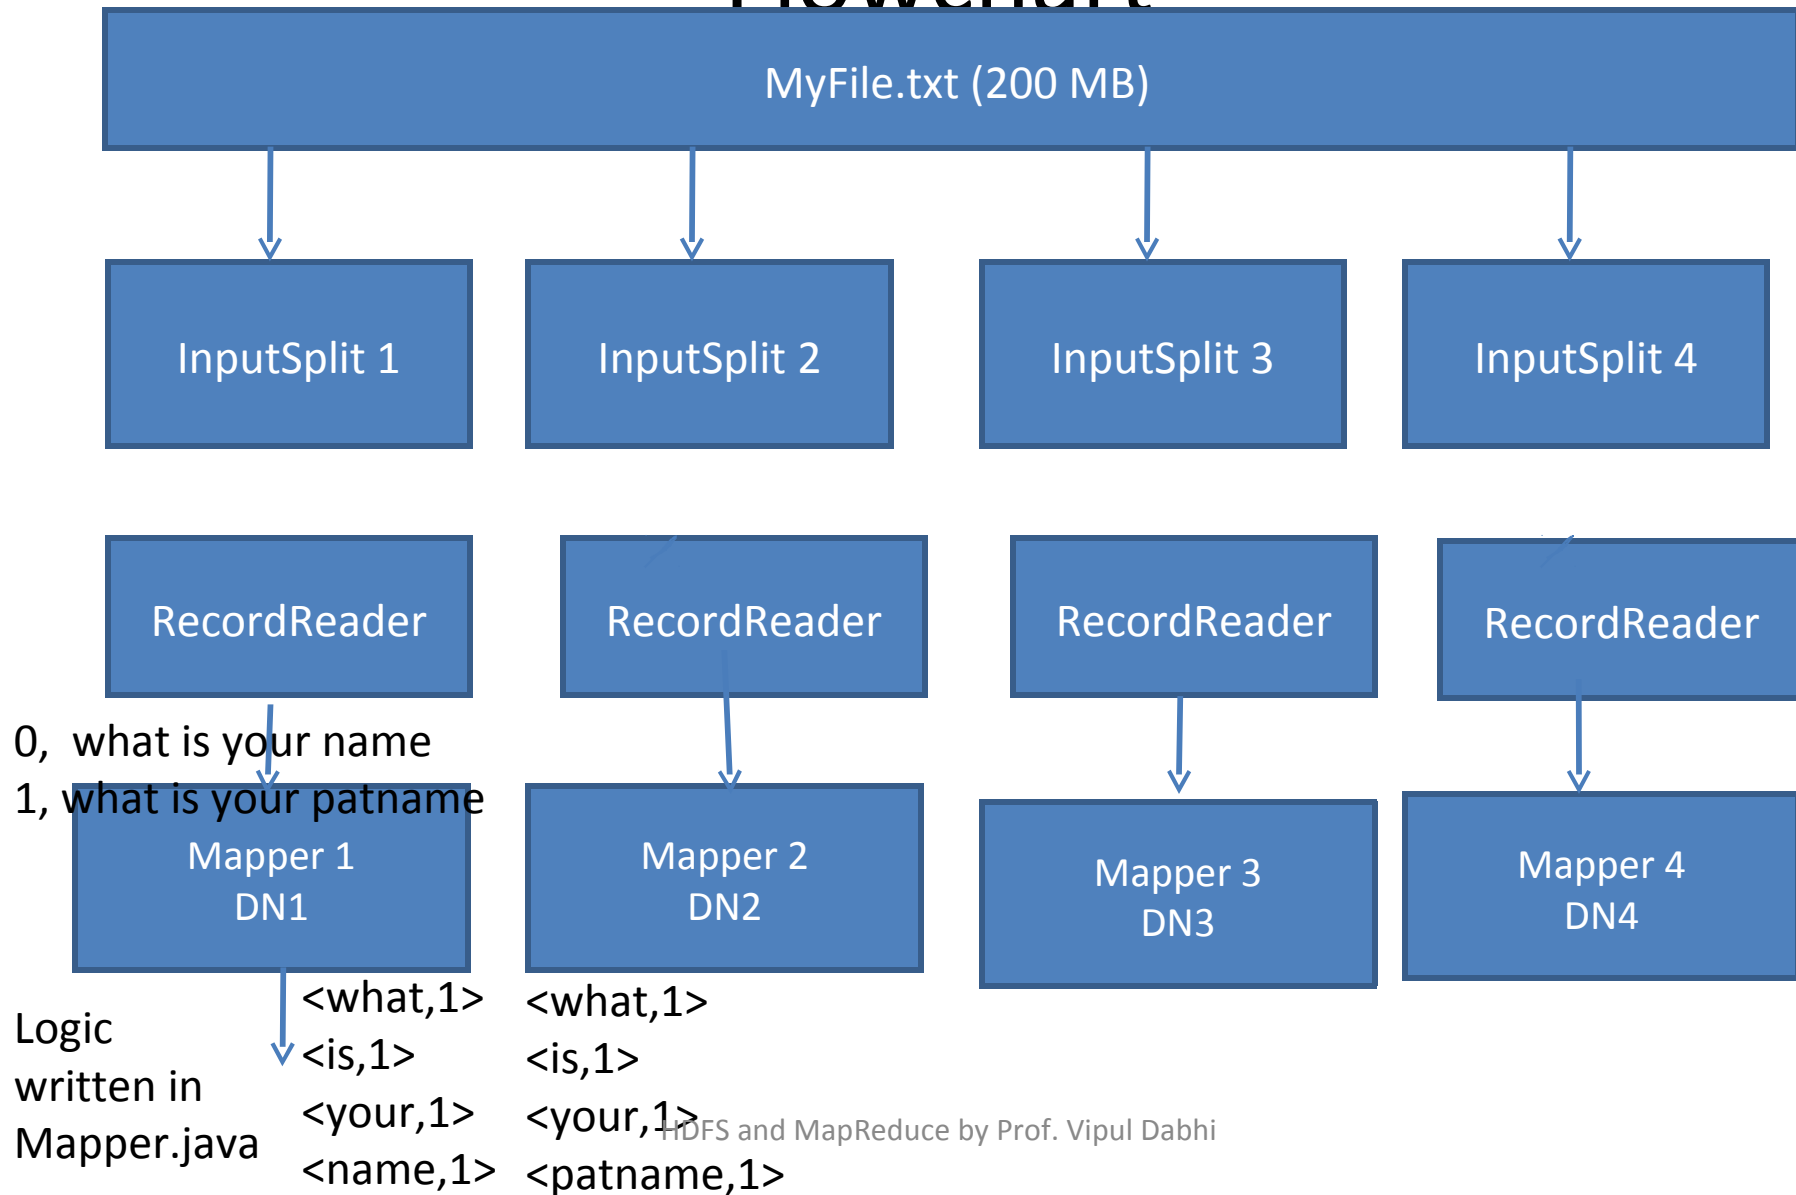 Flowchart
MyFile.txt (200 MB)
InputSplit 1
InputSplit 2
InputSplit 3
InputSplit 4
RecordReader
RecordReader
RecordReader
RecordReader
0, what is your name
1, what is your patname
Mapper 1
DN1
Mapper 2
DN2
Mapper 3
DN3
Mapper 4
DN4
Logic
written in
Mapper.java
<what,1>
<is,1>
<your,1>
<name,1>
<what,1>
<is,1>
<your,1>
<patname,1>
HDFS and MapReduce by Prof. Vipul Dabhi